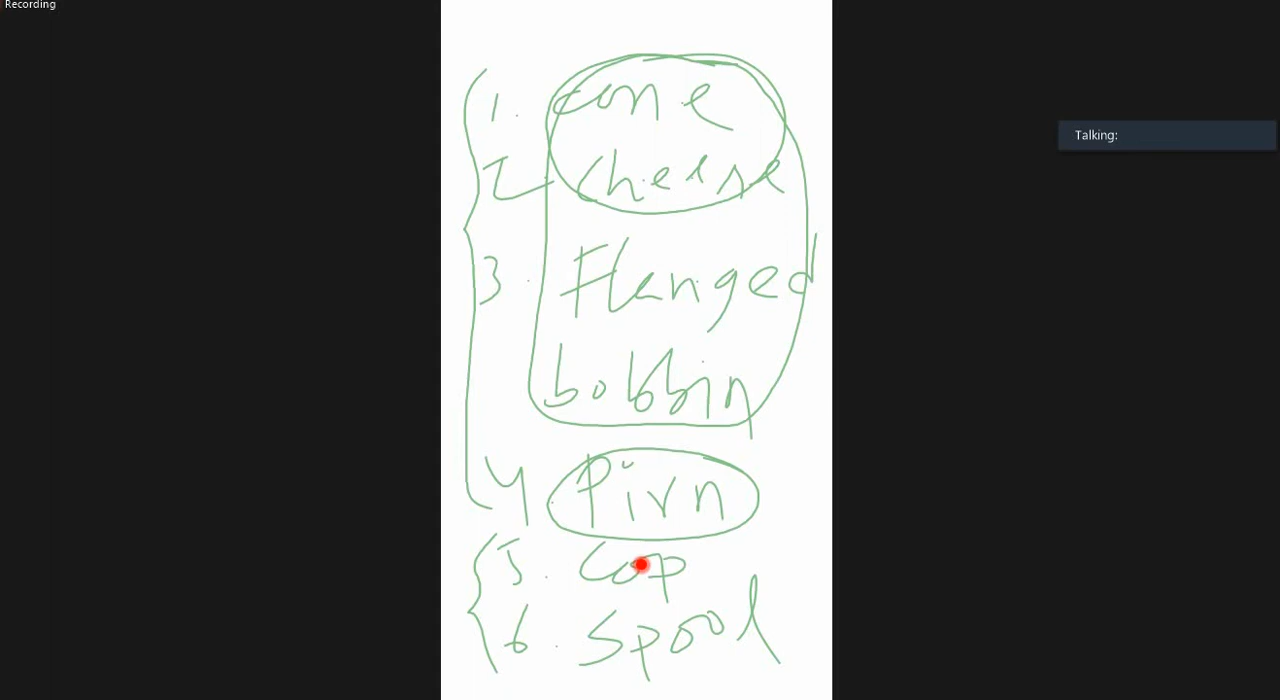 Recording
Talking:
1. cone
2 cheese
3. Flanged
bobbin
4 Pirn
5. Cop
6. Spool